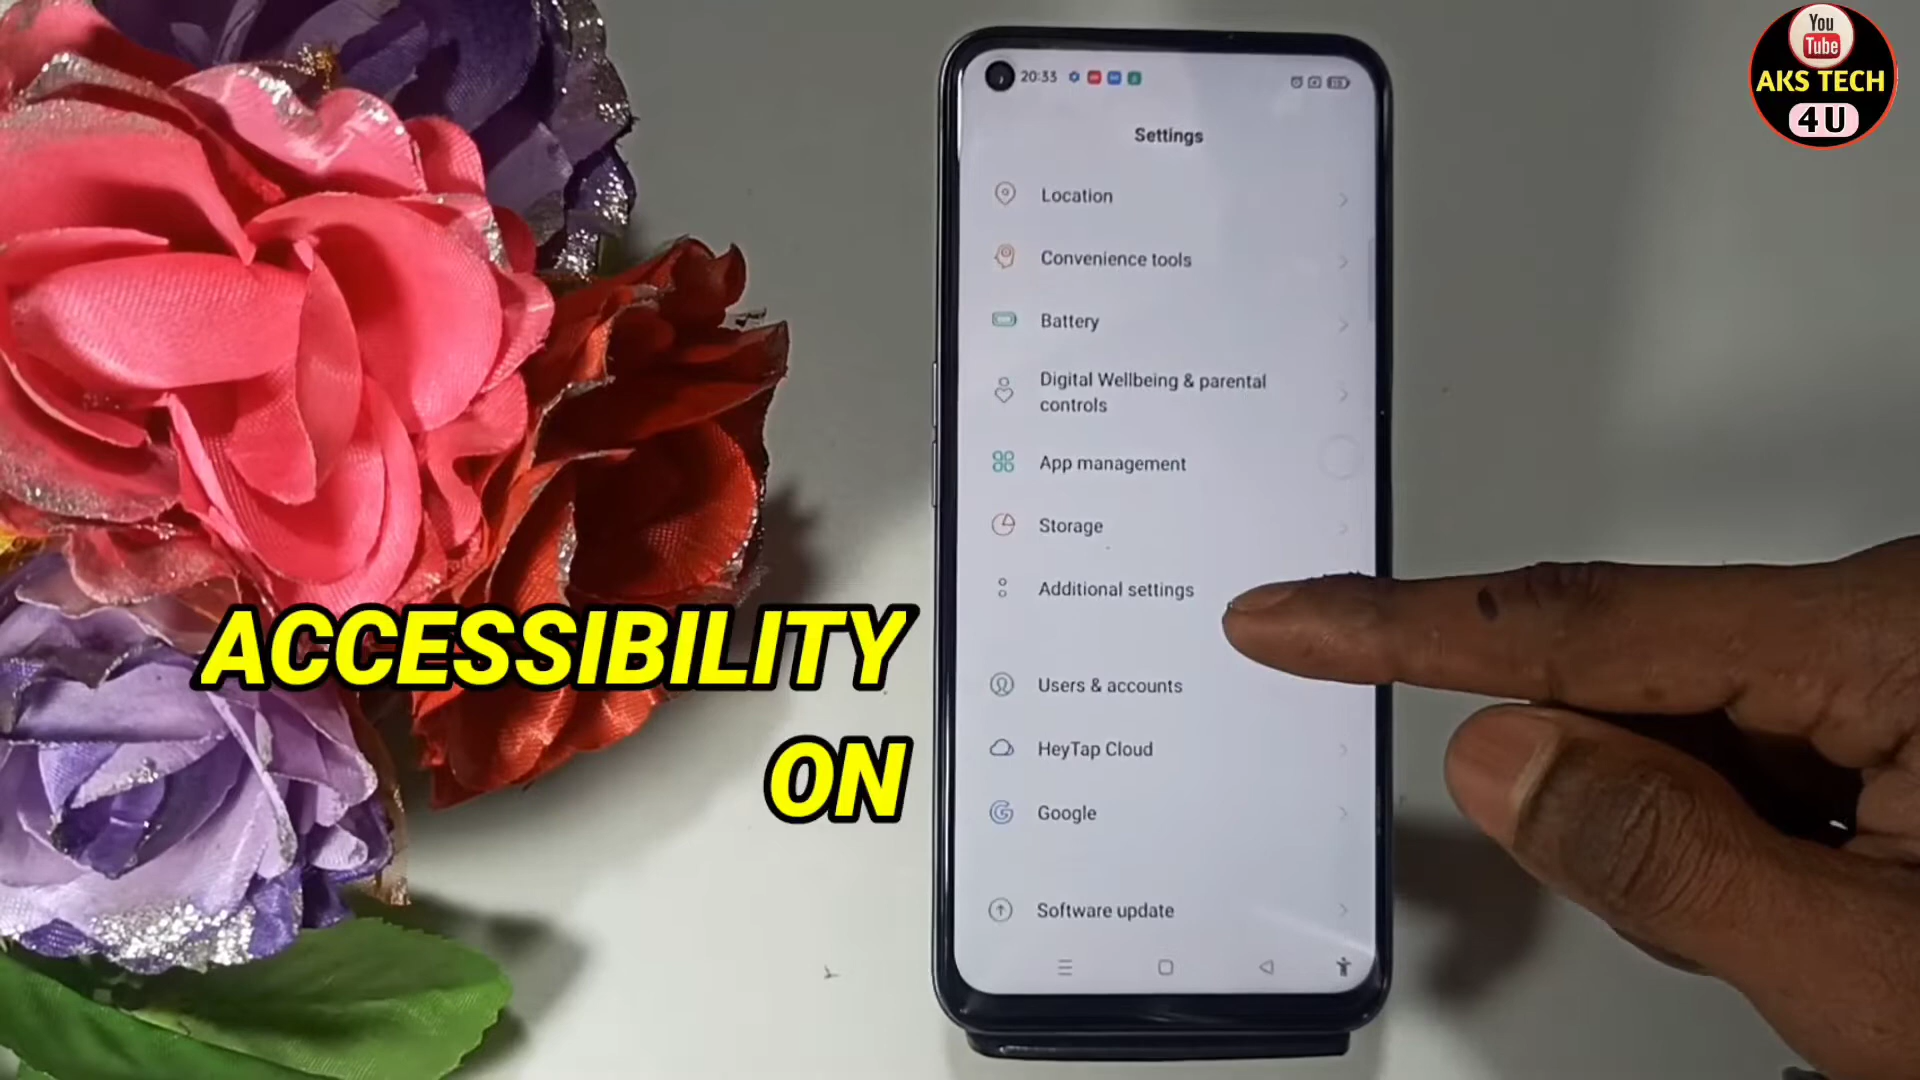 You
Tube
AKS TECH
4U
20:33
Settings
Location
Convenience tools
Battery
Digital Wellbeing & parental
controls
App management
Storage
Additional settings
Users & accounts
HeyTap Cloud
Google
Software update
ACCESSIBILITY
ON